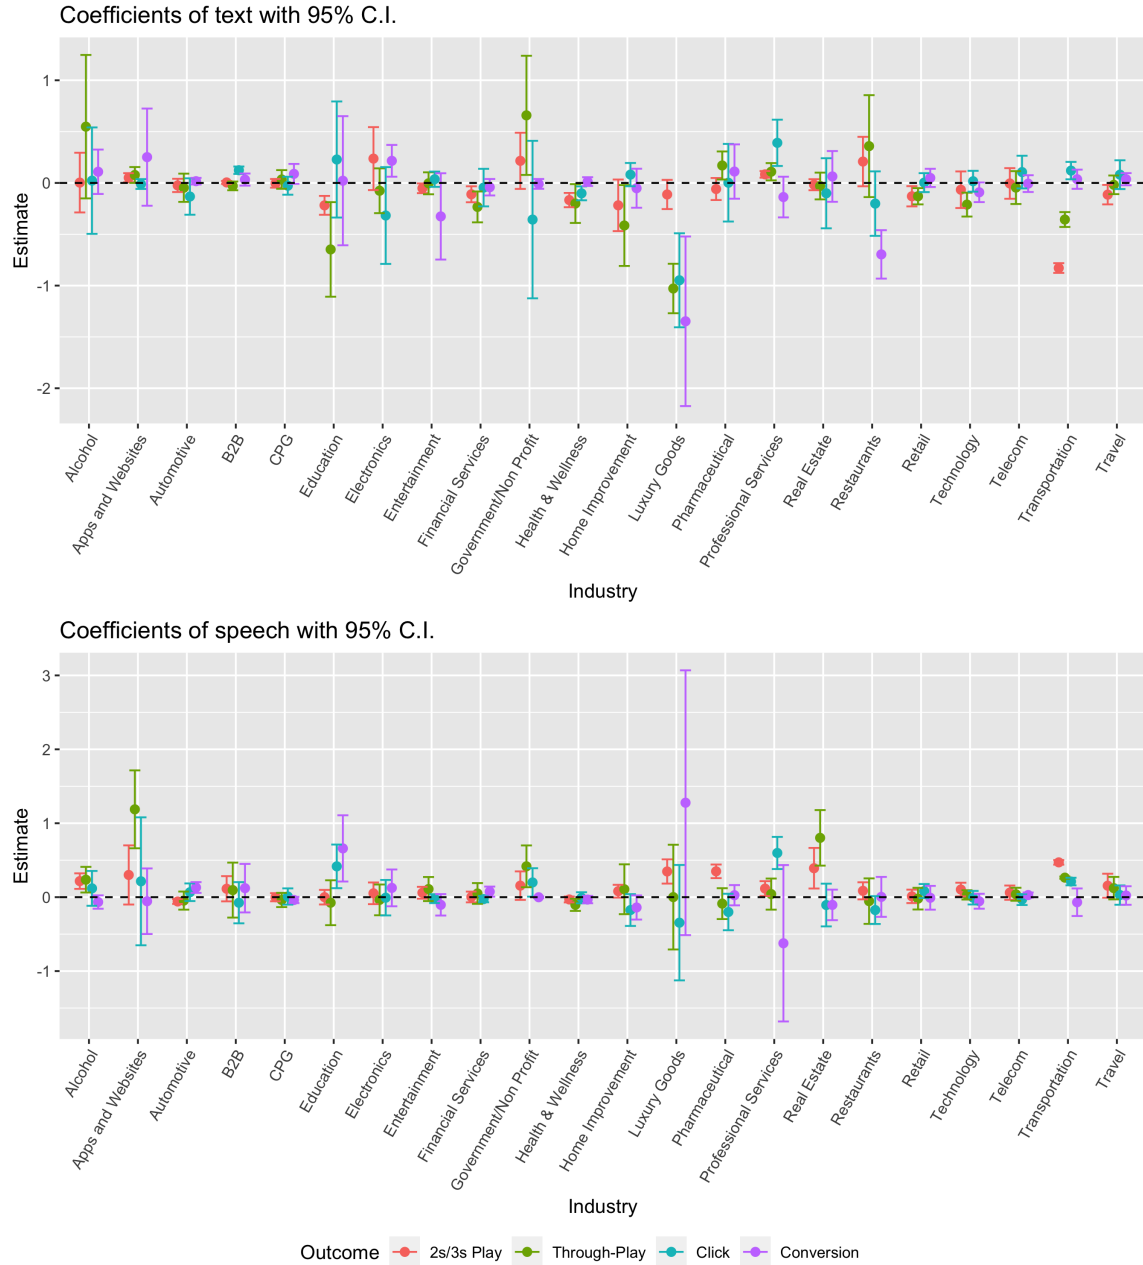 Coefficients of text with 95% C.I.
1
0
-1
-2
Estimate
Alcohol
Apps and Websites
Automotive
B2B
CPG
Education
Electronics
Entertainment
Financial Services
Government/Non Profit
Health & Wellness
Home Improvement
Luxury Goods
Pharmaceutical
Professional Services
Real Estate
Restaurants
Retail
Technology
Telecom
Transportation
Travel
Industry
Coefficients of speech with 95% C.I.
3
2
1
0
-1
Estimate
Alcohol
Apps and Websites
Automotive
B2B
CPG
Education
Electronics
Entertainment
Financial Services
Government/Non Profit
Health & Wellness
Home Improvement
Luxury Goods
Pharmaceutical
Professional Services
Real Estate
Restaurants
Retail
Technology
Telecom
Transportation
Travel
Industry
Outcome 2s/3s Play Through-Play Click Conversion